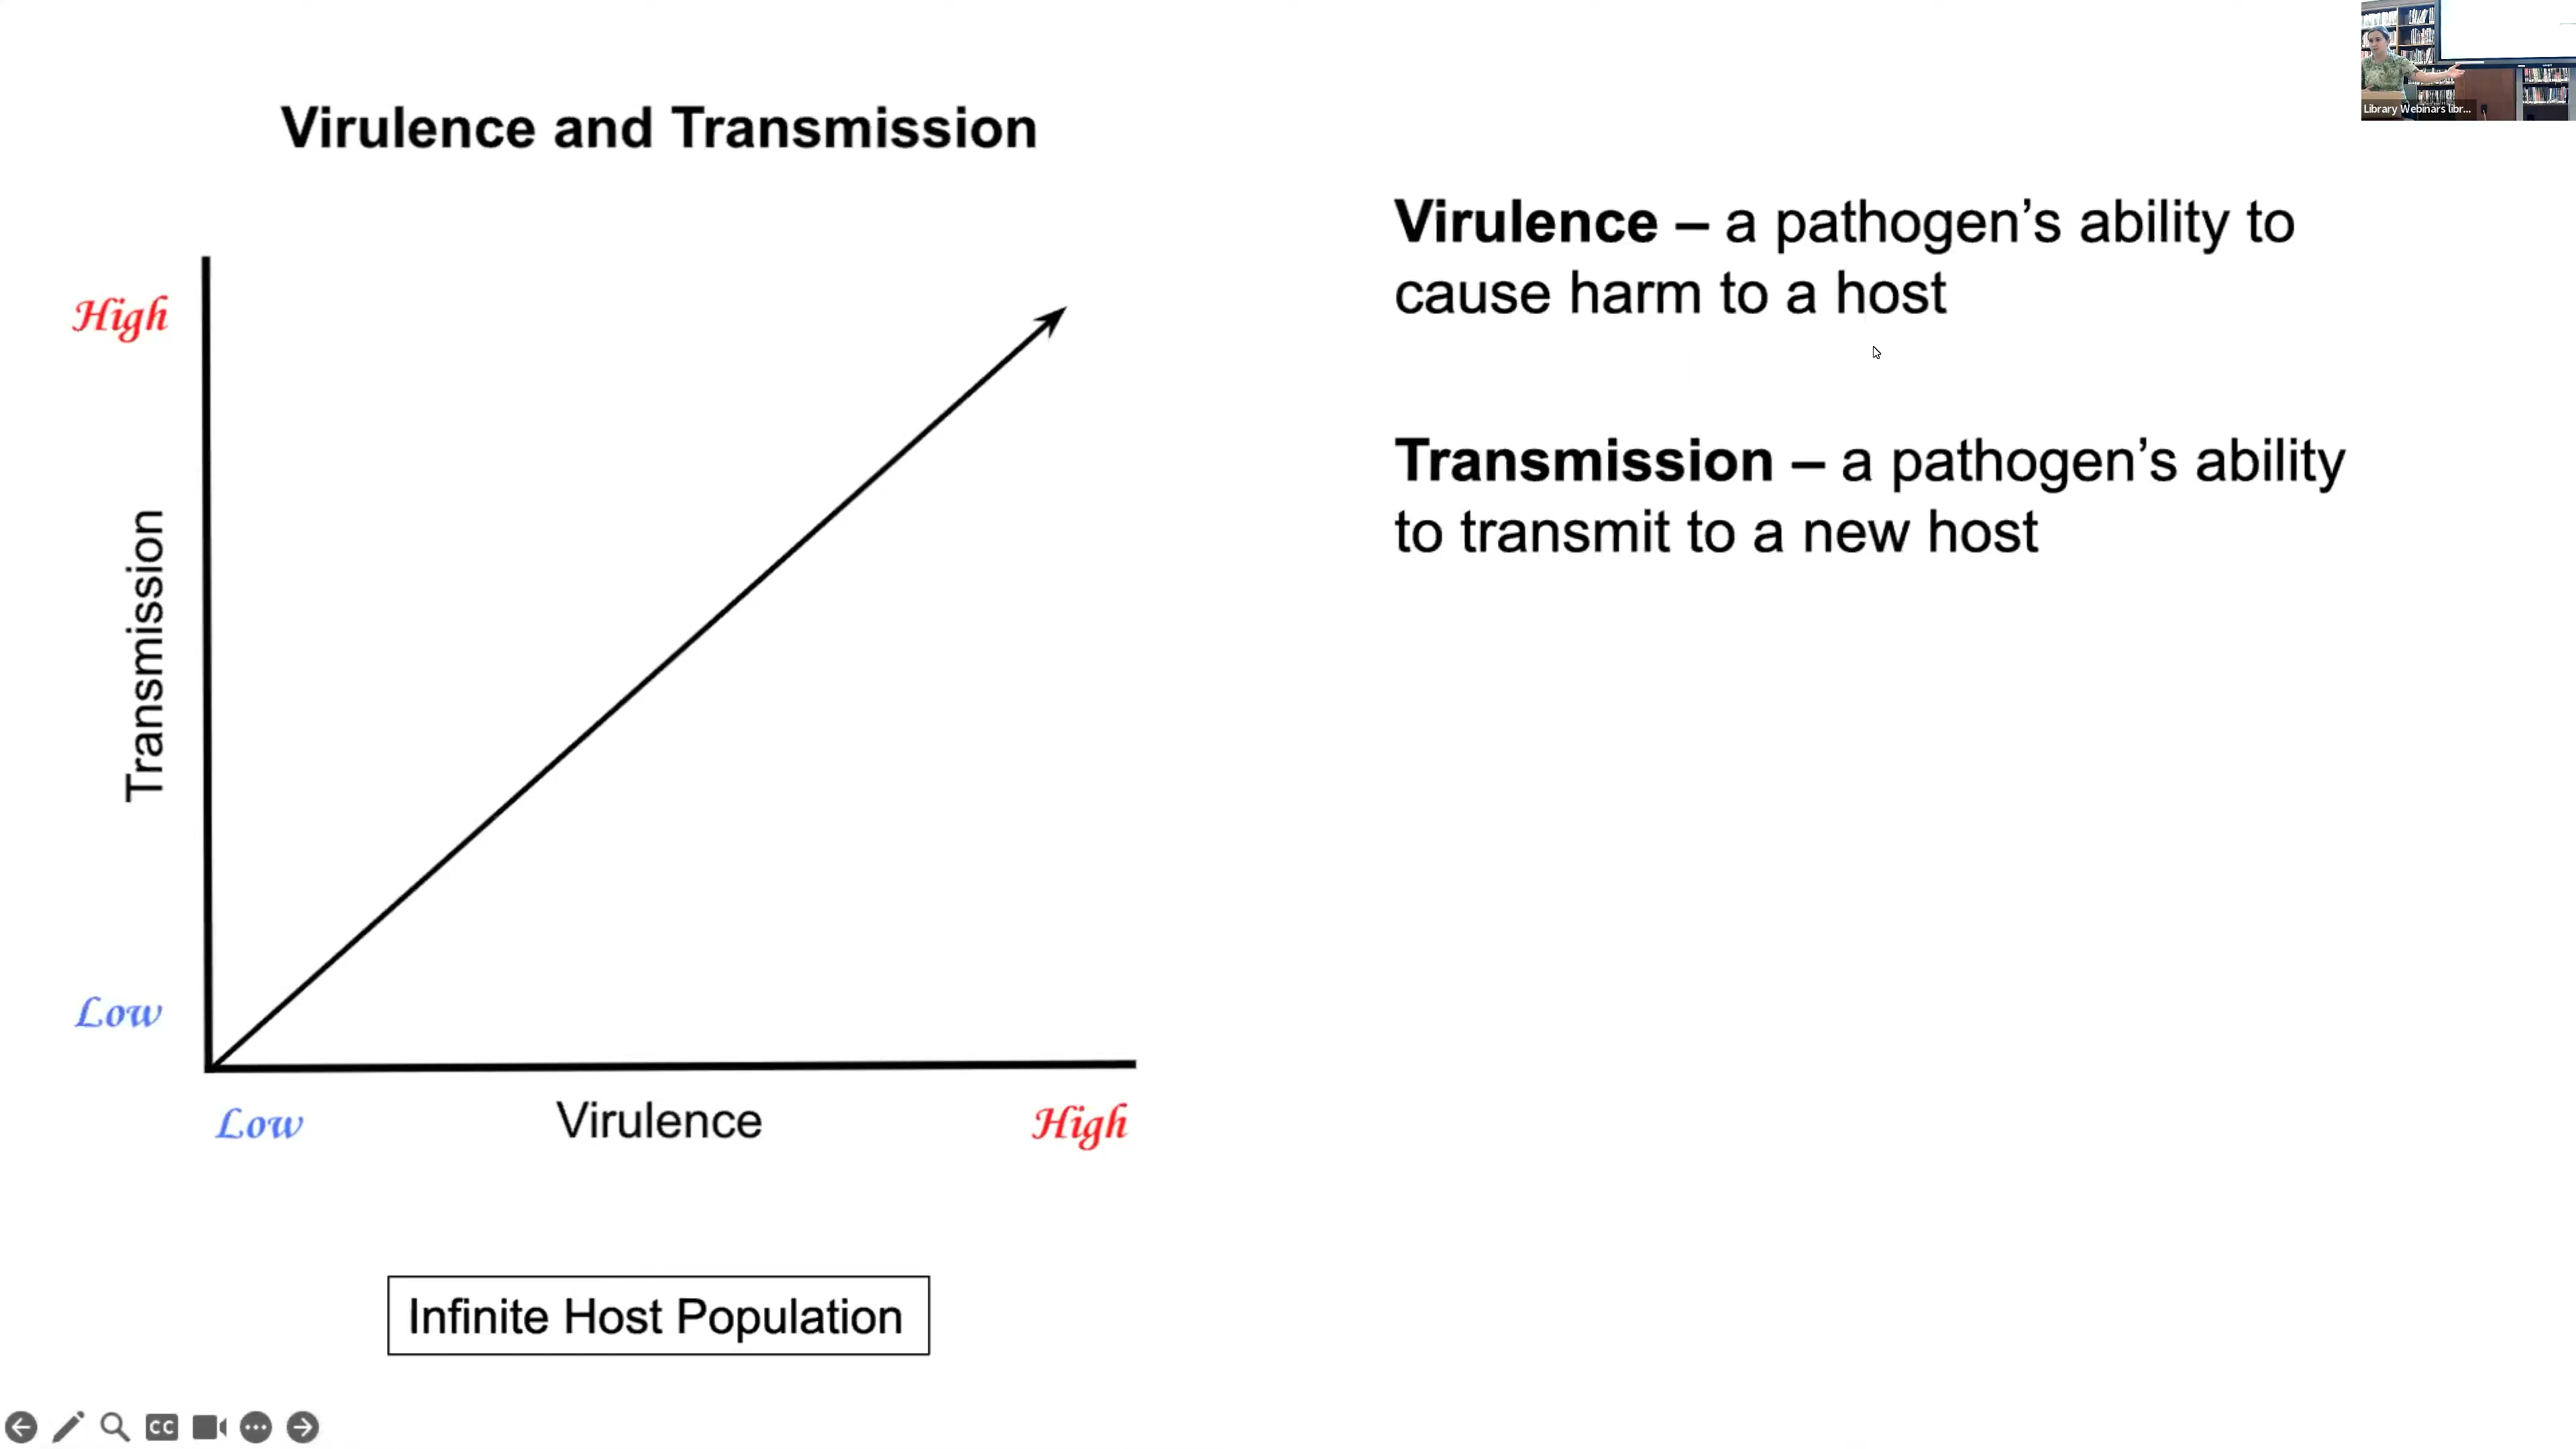 Library Webinars libr...
Virulence and Transmission
Virulence – a pathogen’s ability to
cause harm to a host
Transmission – a pathogen’s ability
to transmit to a new host
High
Transmission
Low
Low
Virulence
High
Infinite Host Population
CC